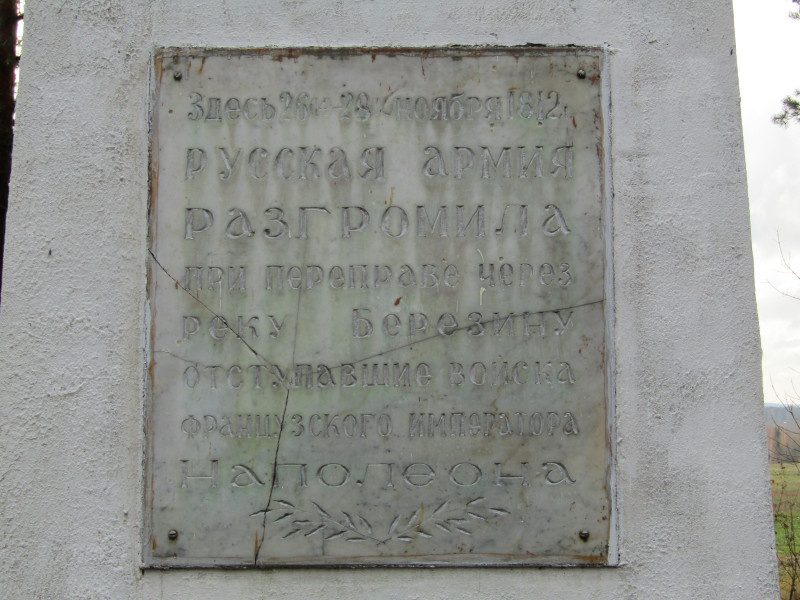 Здесь 26–28 ноября 1812
русская армия
разгромила
при переправе через
реку Березину
отступавшие войска
французского императора
Наполеона